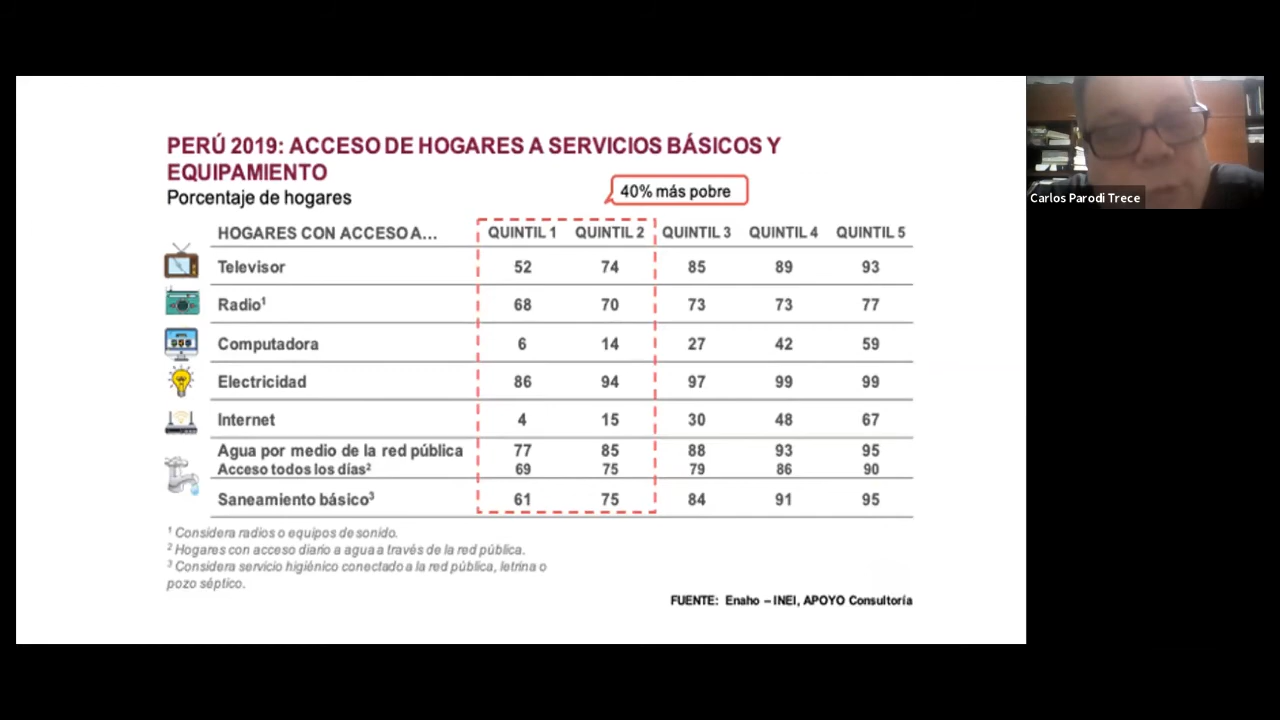 PERÚ 2019: ACCESO DE HOGARES A SERVICIOS BÁSICOS Y
EQUIPAMIENTO
Porcentaje de hogares
40% más pobre
HOGARES CON ACCESO A... QUINTIL 1 QUINTIL 2 QUINTIL 3 QUINTIL 4 QUINTIL 5
Televisor 52 74 85 89 93
Radio¹ 68 70 73 73 77
Computadora 6 14 27 42 59
Electricidad 86 94 97 99 99
Internet 4 15 30 48 67
Agua por medio de la red pública 77 85 88 93 95
Acceso todos los días² 69 75 79 86 90
Saneamiento básico³ 61 75 84 91 95
¹ Considera radios o equipos de sonido.
² Hogares con acceso diario a agua a través de la red pública.
³ Considera servicio higiénico conectado a la red pública, letrina o
pozo séptico.
FUENTE: Enaho – INEI, APOYO Consultoría
Carlos Parodi Trece